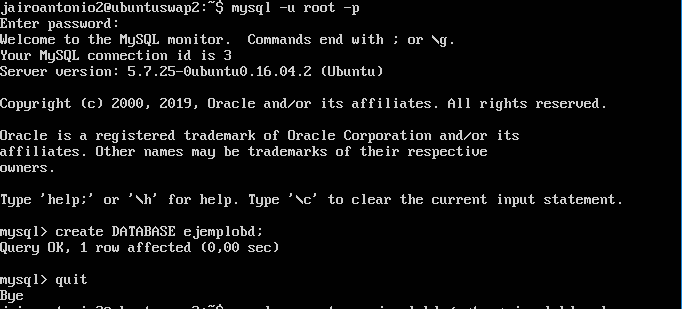 jairoantonio2@ubuntuswap2:~$ mysql -u root -p
Enter password:
Welcome to the MySQL monitor.  Commands end with ; or \g.
Your MySQL connection id is 3
Server version: 5.7.25-0ubuntu0.16.04.2 (Ubuntu)
Copyright (c) 2000, 2019, Oracle and/or its affiliates. All rights reserved.
Oracle is a registered trademark of Oracle Corporation and/or its
affiliates. Other names may be trademarks of their respective
owners.
Type 'help;' or '\h' for help. Type '\c' to clear the current input statement.
mysql> create DATABASE ejemplobd;
Query OK, 1 row affected (0,00 sec)
mysql> quit
Bye
jairoantonio2@ubuntuswap2:~$